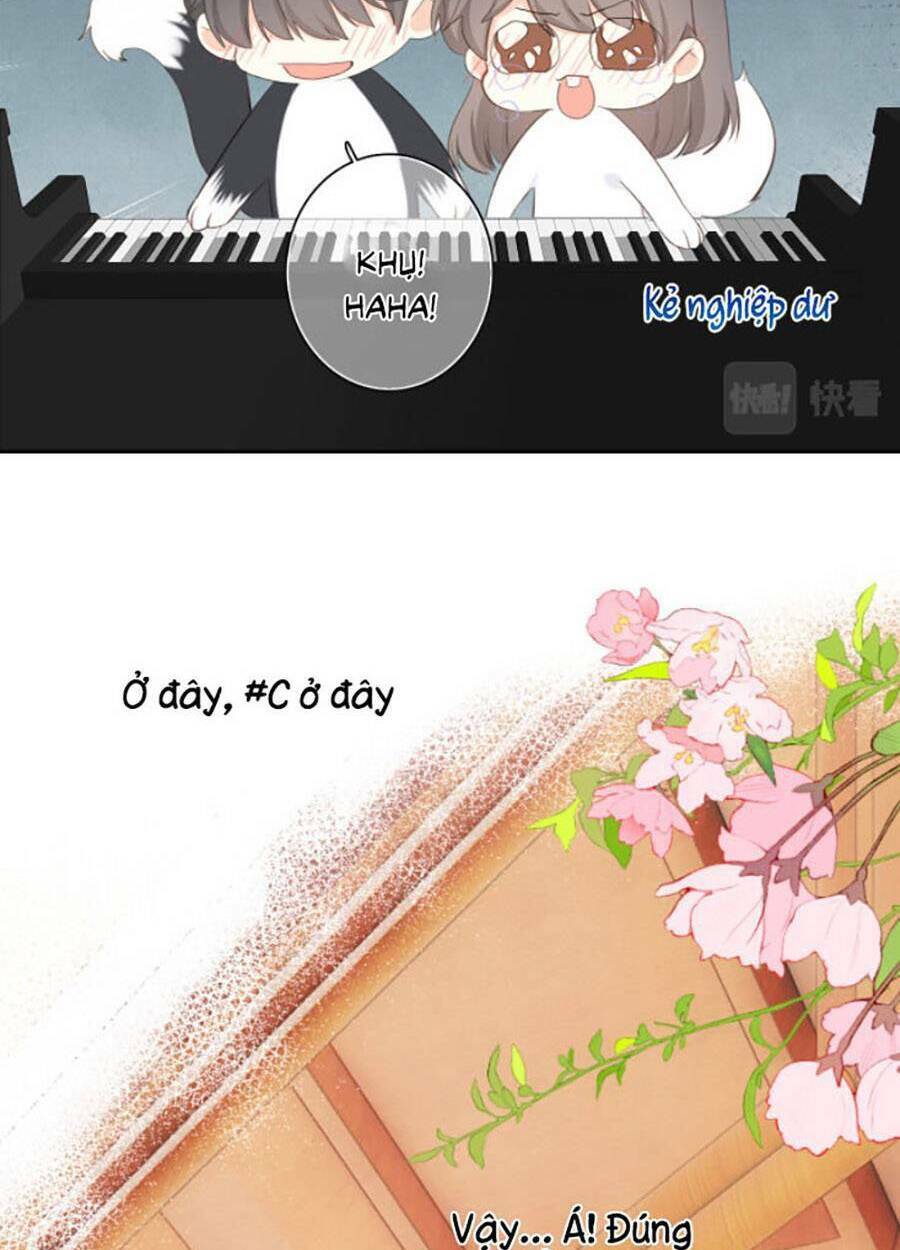 KHỤ!
HAHA!
Kẻ nghiệp dư
快看! 快看
Ở đây, #C ở đây
Vậy... Á! Đúng